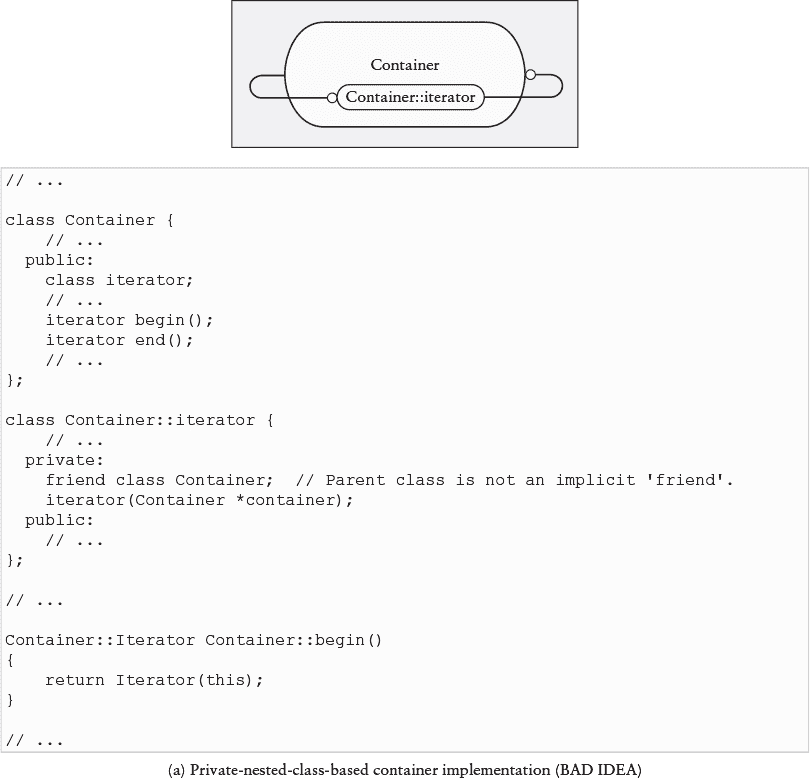 Container
Container::iterator
// ...
class Container {
    // ...
  public:
    class iterator;
    // ...
    iterator begin();
    iterator end();
    // ...
};
class Container::iterator {
    // ...
  private:
    friend class Container;  // Parent class is not an implicit 'friend'.
    iterator(Container *container);
  public:
    // ...
};
// ...
Container::Iterator Container::begin()
{
    return Iterator(this);
}
// ...
(a) Private-nested-class-based container implementation (BAD IDEA)